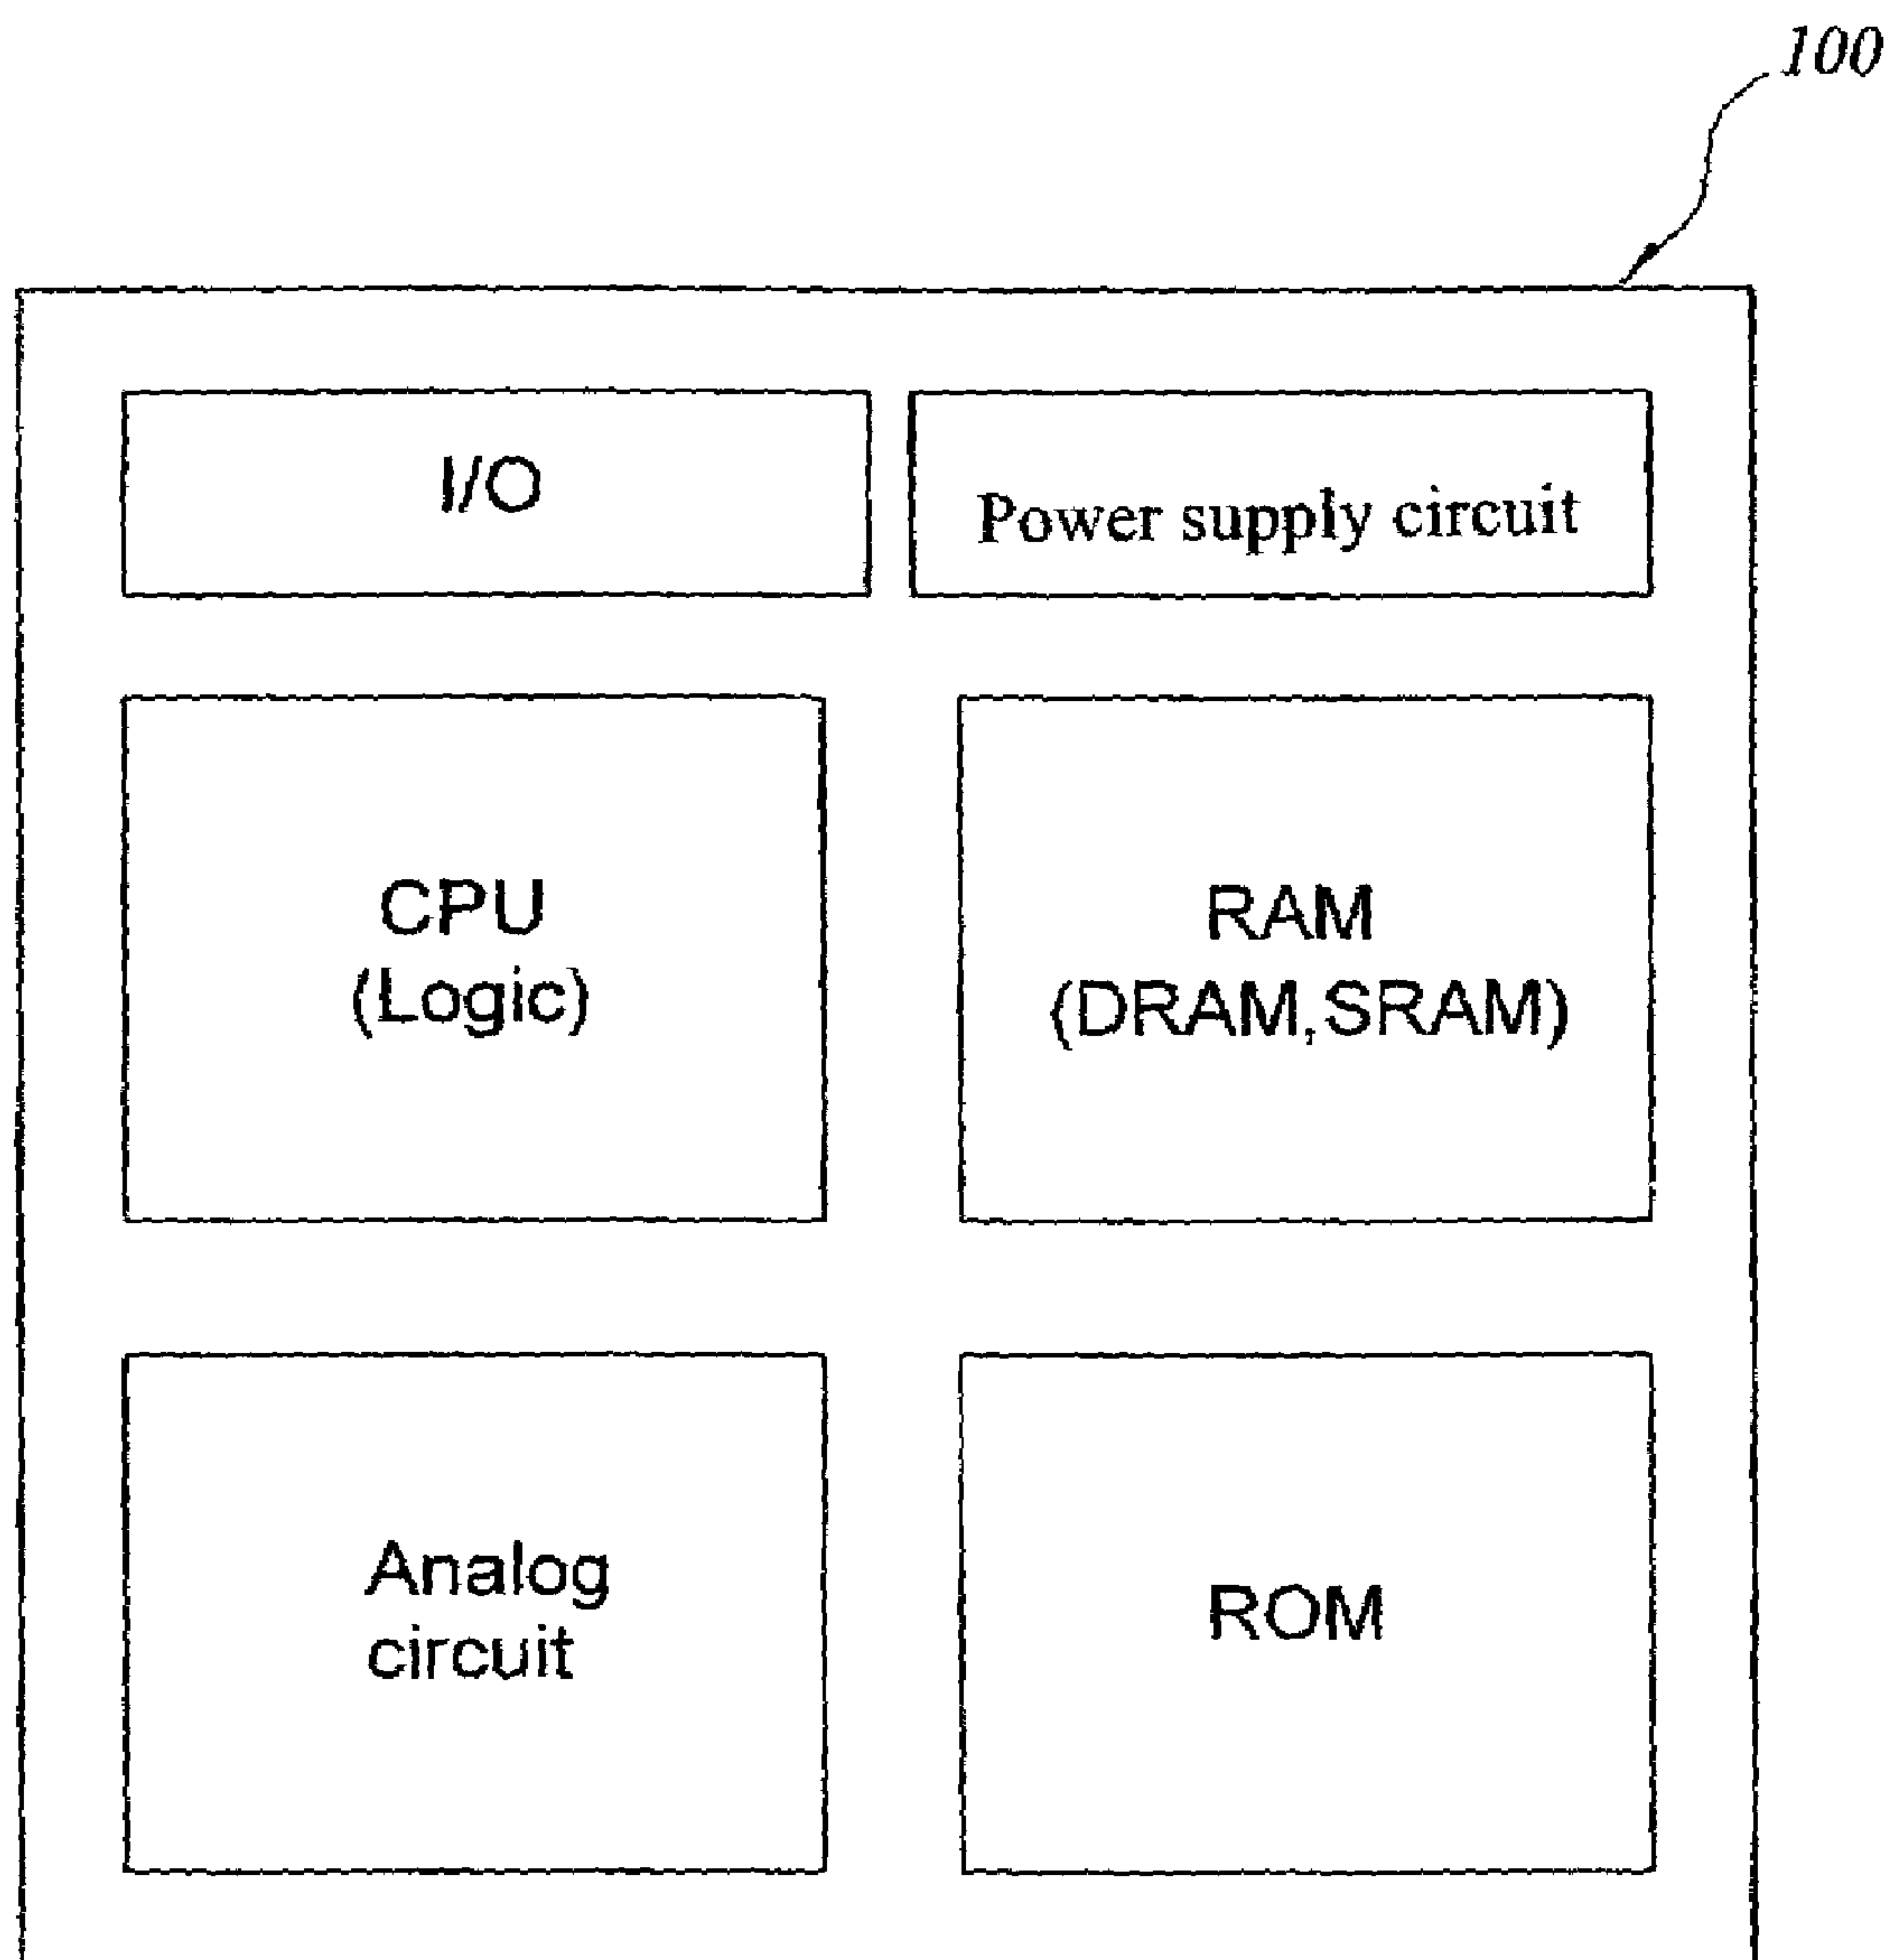 100
I/O
Power supply circuit
CPU
(Logic)
RAM
(DRAM,SRAM)
Analog
circuit
ROM